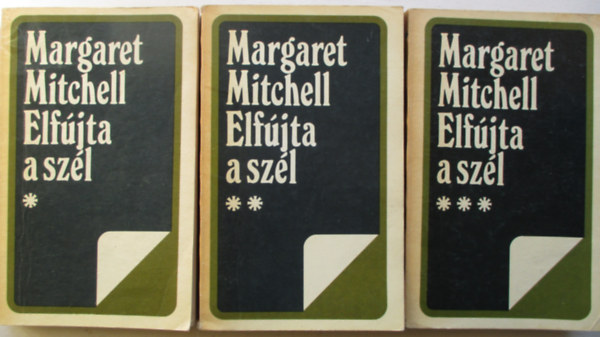 Margaret
Mitchell
Elfújta
a szél
*
Margaret
Mitchell
Elfújta
a szél
**
Margaret
Mitchell
Elfújta
a szél
***